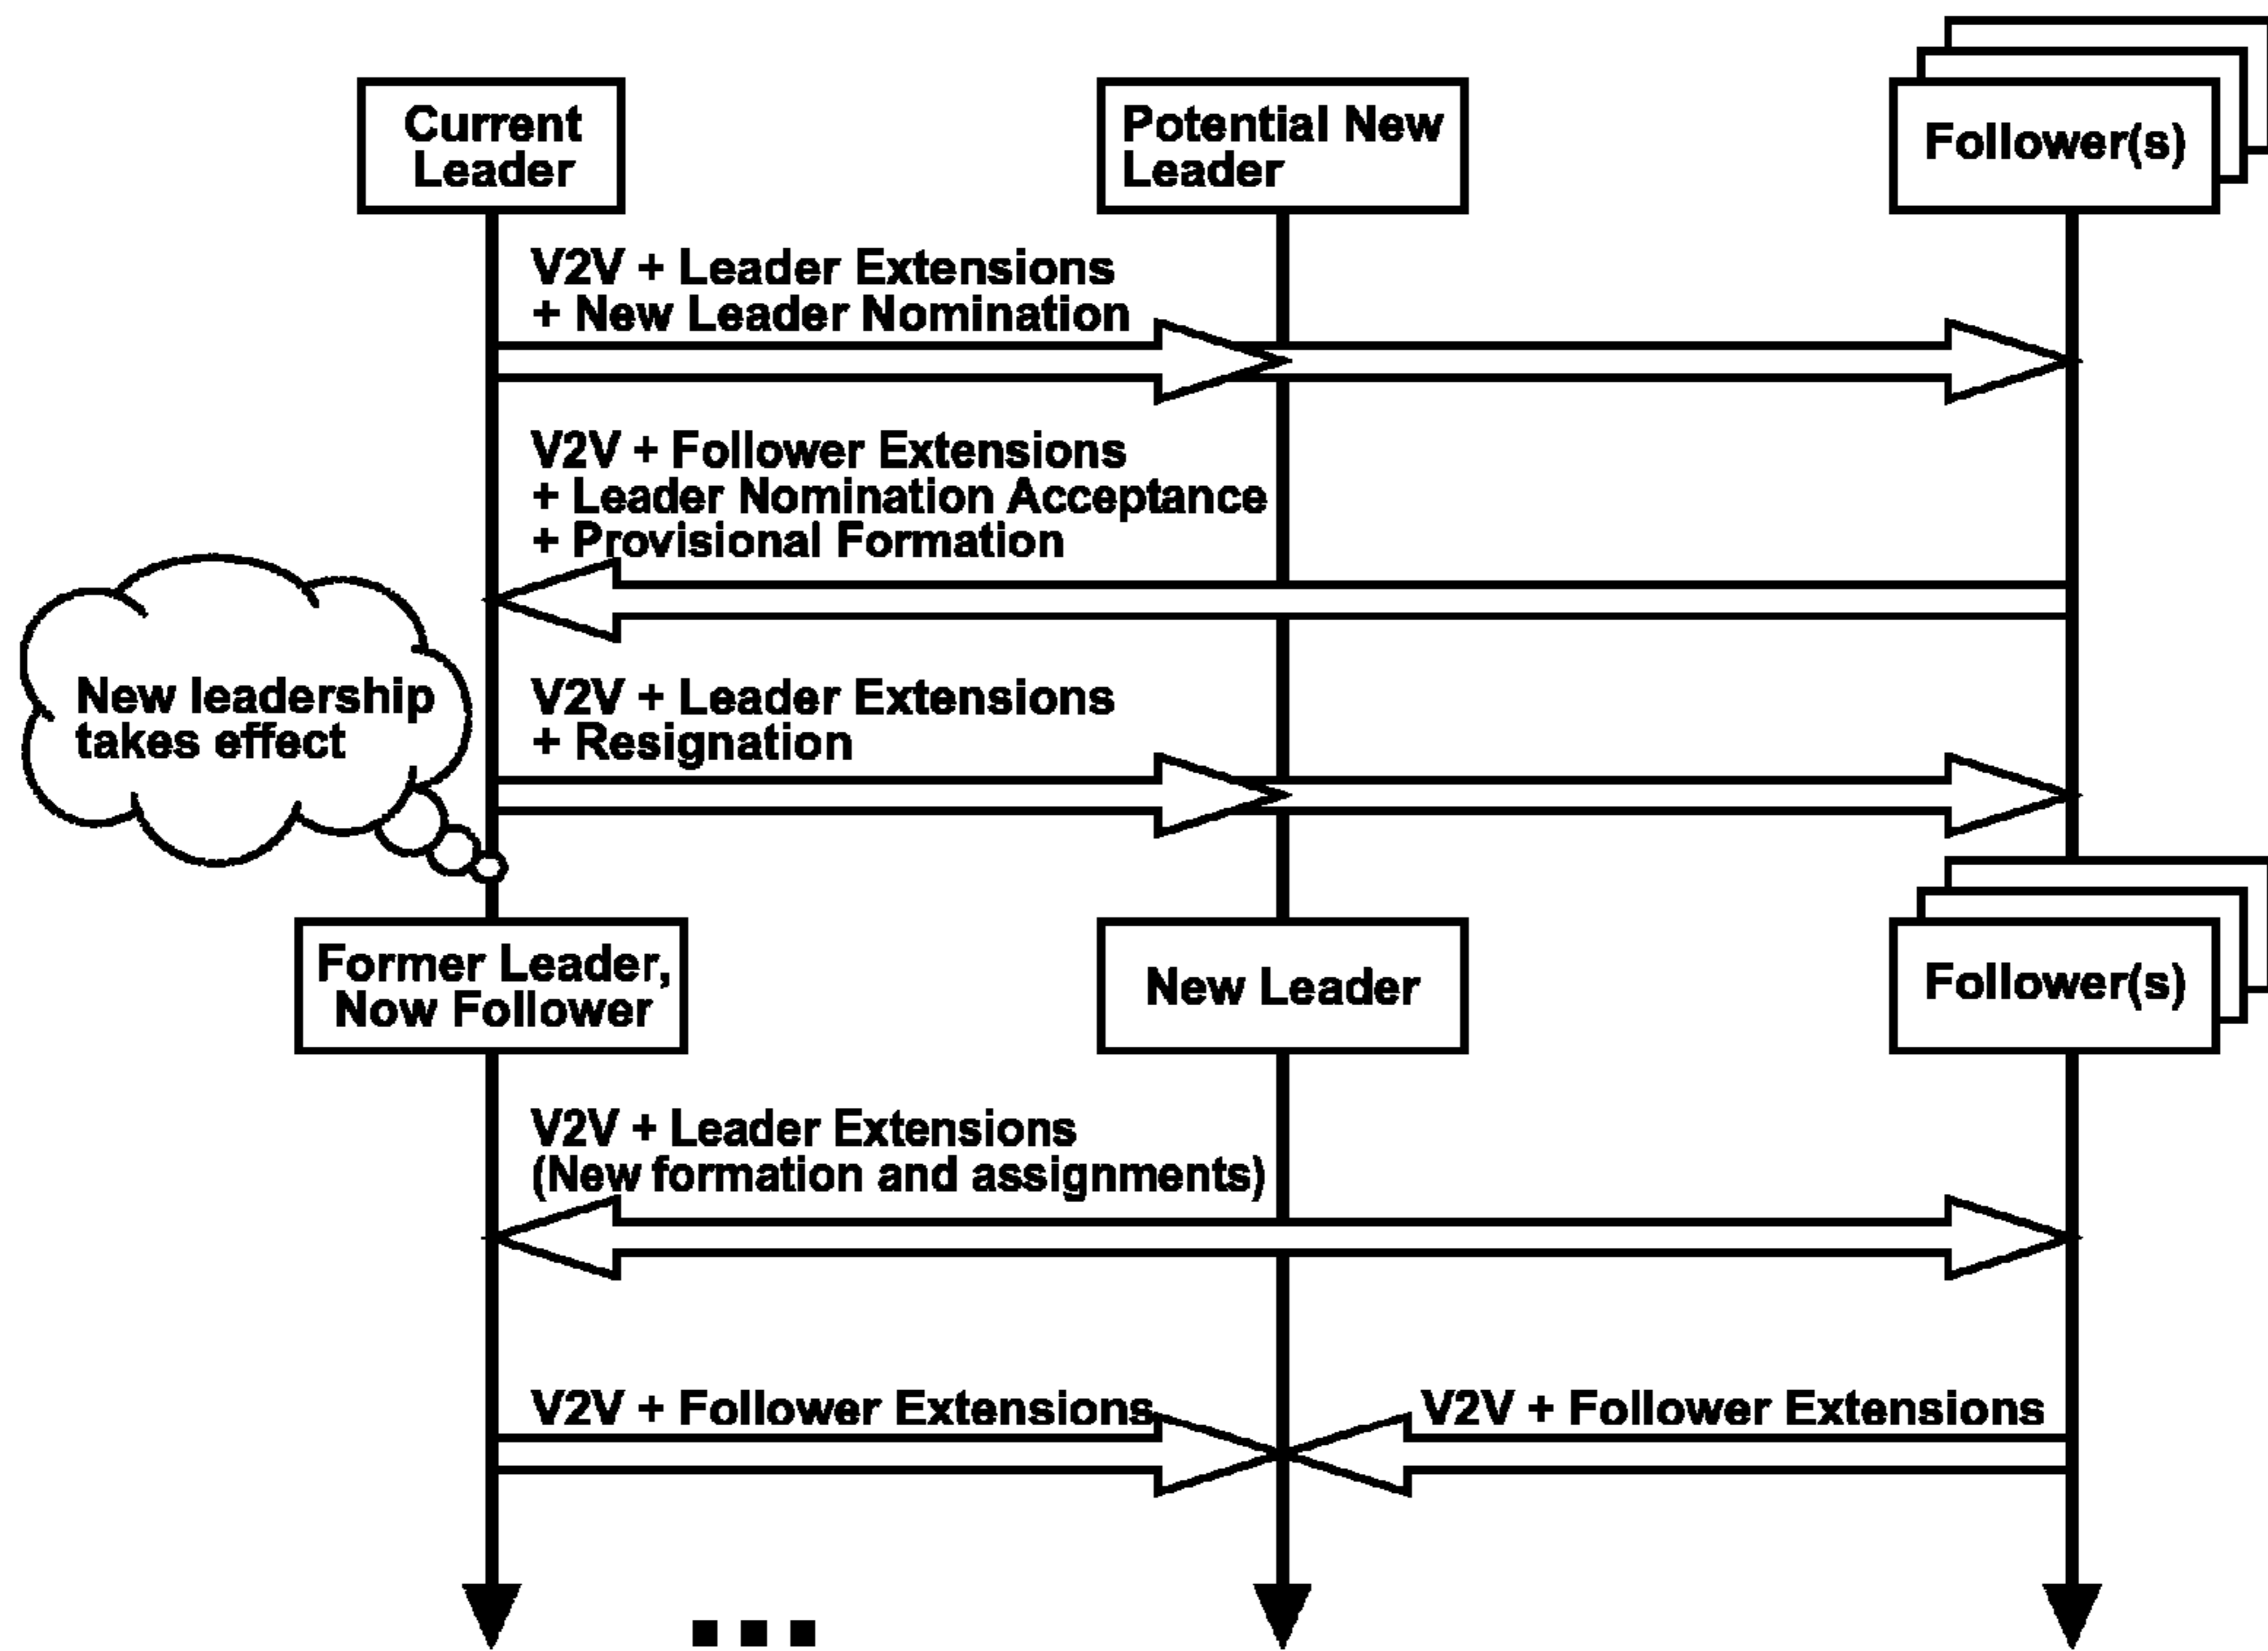 Current
Leader
Potential New
Leader
Follower(s)
V2V + Leader Extensions
+ New Leader Nomination
V2V + Follower Extensions
+ Leader Nomination Acceptance
+ Provisional Formation
New leadership
takes effect
V2V + Leader Extensions
+ Resignation
Former Leader,
Now Follower
New Leader
Follower(s)
V2V + Leader Extensions
(New formation and assignments)
V2V + Follower Extensions
V2V + Follower Extensions
...